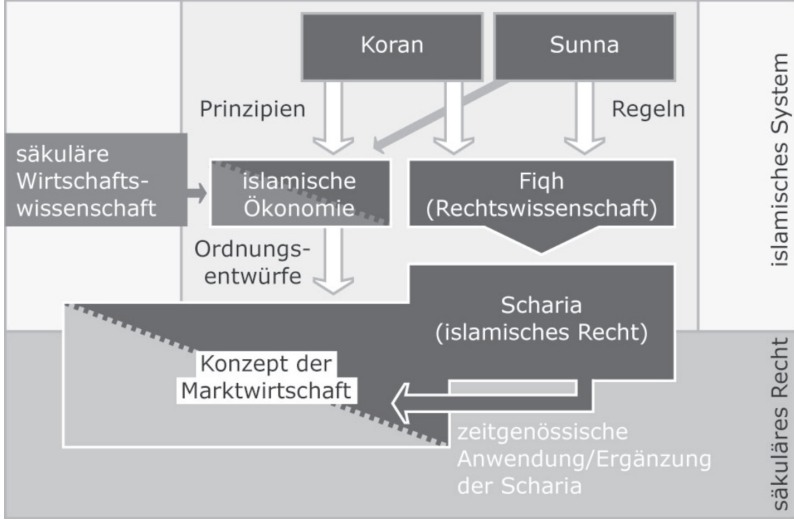 Koran
Sunna
Prinzipien
Regeln
säkuläre
Wirtschafts-
wissenschaft
islamische
Ökonomie
Fiqh
(Rechtswissenschaft)
islamisches System
Ordnungs-
entwürfe
Scharia
(islamisches Recht)
Konzept der
Marktwirtschaft
zeitgenössische
Anwendung/Ergänzung
der Scharia
säkuläres Recht